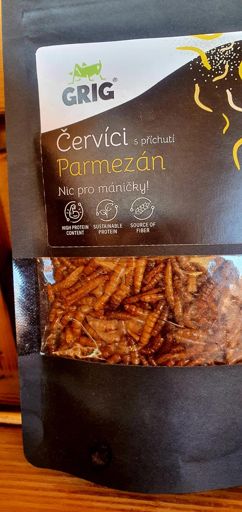 GRIG®
Červíci s příchutí
Parmezán
Nic pro máničky!
HIGH PROTEIN CONTENT
SUSTAINABLE PROTEIN
SOURCE OF FIBER